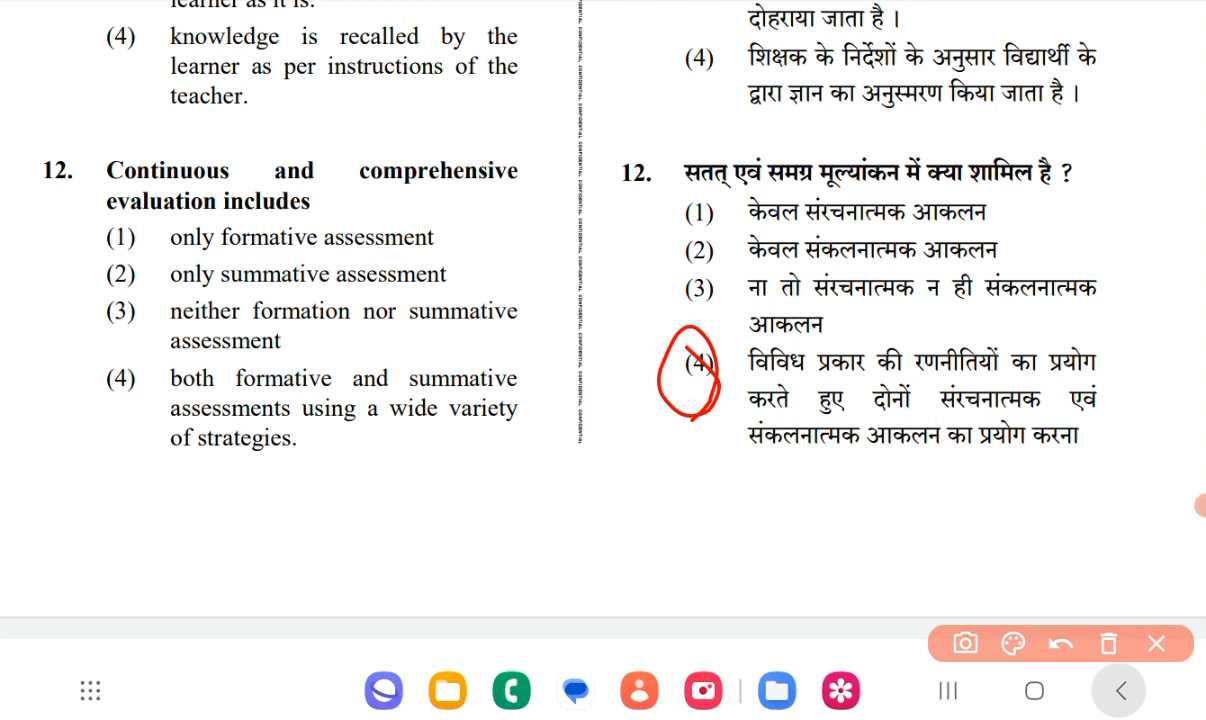 learner as it is.
(4) knowledge is recalled by the
learner as per instructions of the
teacher.
12. Continuous and comprehensive
evaluation includes
(1) only formative assessment
(2) only summative assessment
(3) neither formation nor summative
assessment
(4) both formative and summative
assessments using a wide variety
of strategies.
दोहराया जाता है ।
(4) शिक्षक के निर्देशों के अनुसार विद्यार्थी के
द्वारा ज्ञान का अनुस्मरण किया जाता है ।
12. सतत् एवं समग्र मूल्यांकन में क्या शामिल है ?
(1) केवल संरचनात्मक आकलन
(2) केवल संकलनात्मक आकलन
(3) ना तो संरचनात्मक न ही संकलनात्मक
आकलन
(4) विविध प्रकार की रणनीतियों का प्रयोग
करते हुए दोनों संरचनात्मक एवं
संकलनात्मक आकलन का प्रयोग करना